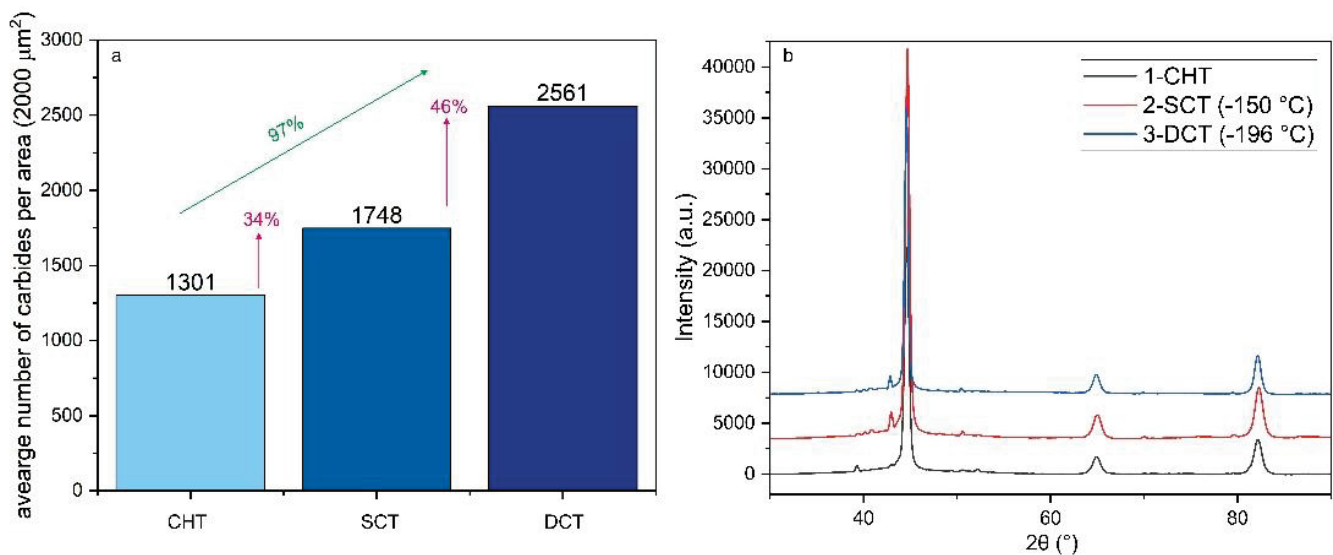 a
avearge number of carbides per area (2000 µm²)
3000
2500
2000
1500
1000
500
0
97%
34%
46%
1301
1748
2561
CHT
SCT
DCT
b
Intensity (a.u.)
40000
35000
30000
25000
20000
15000
10000
5000
0
1-CHT
2-SCT (-150 °C)
3-DCT (-196 °C)
40
60
80
2θ (°)